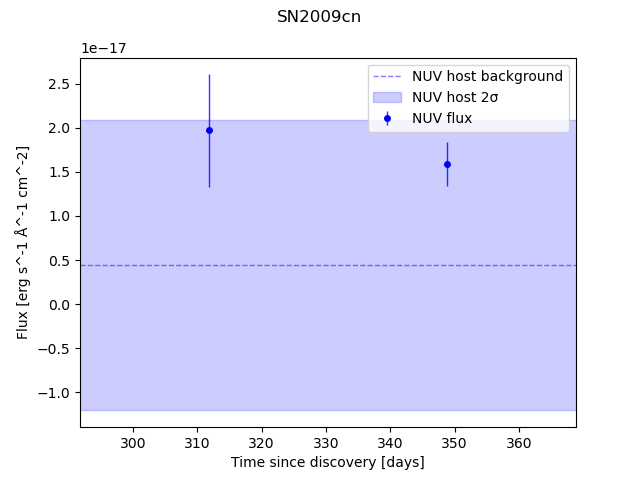 SN2009cn
1e−17
2.5
2.0
1.5
1.0
0.5
0.0
−0.5
−1.0
Flux [erg s^-1 Å^-1 cm^-2]
NUV host background
NUV host 2σ
NUV flux
300
310
320
330
340
350
360
Time since discovery [days]